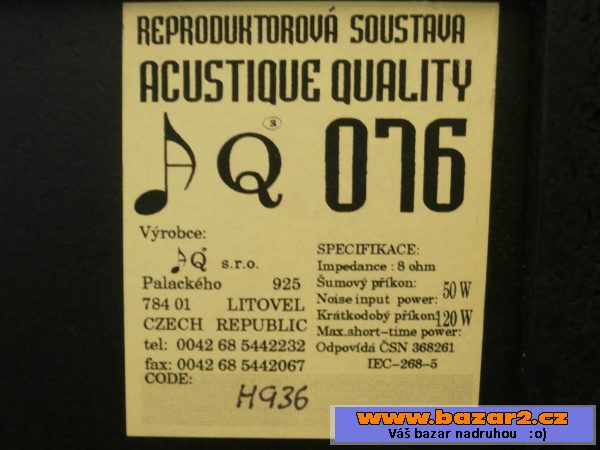 REPRODUKTOROVÁ SOUSTAVA
ACUSTIQUE QUALITY
AQ 076
Výrobce:
AQ s.r.o.
Palackého 925
784 01 LITOVEL
CZECH REPUBLIC
tel: 0042 68 5442232
fax: 0042 68 5442067
CODE:
H936
SPECIFIKACE:
Impedance : 8 ohm
Šumový příkon:
Noise input power: 50 W
Krátkodobý příkon: 120 W
Max.short-time power:
Odpovídá ČSN 368261
IEC-268-5
www.bazar2.cz
Váš bazar nadruhou :o)